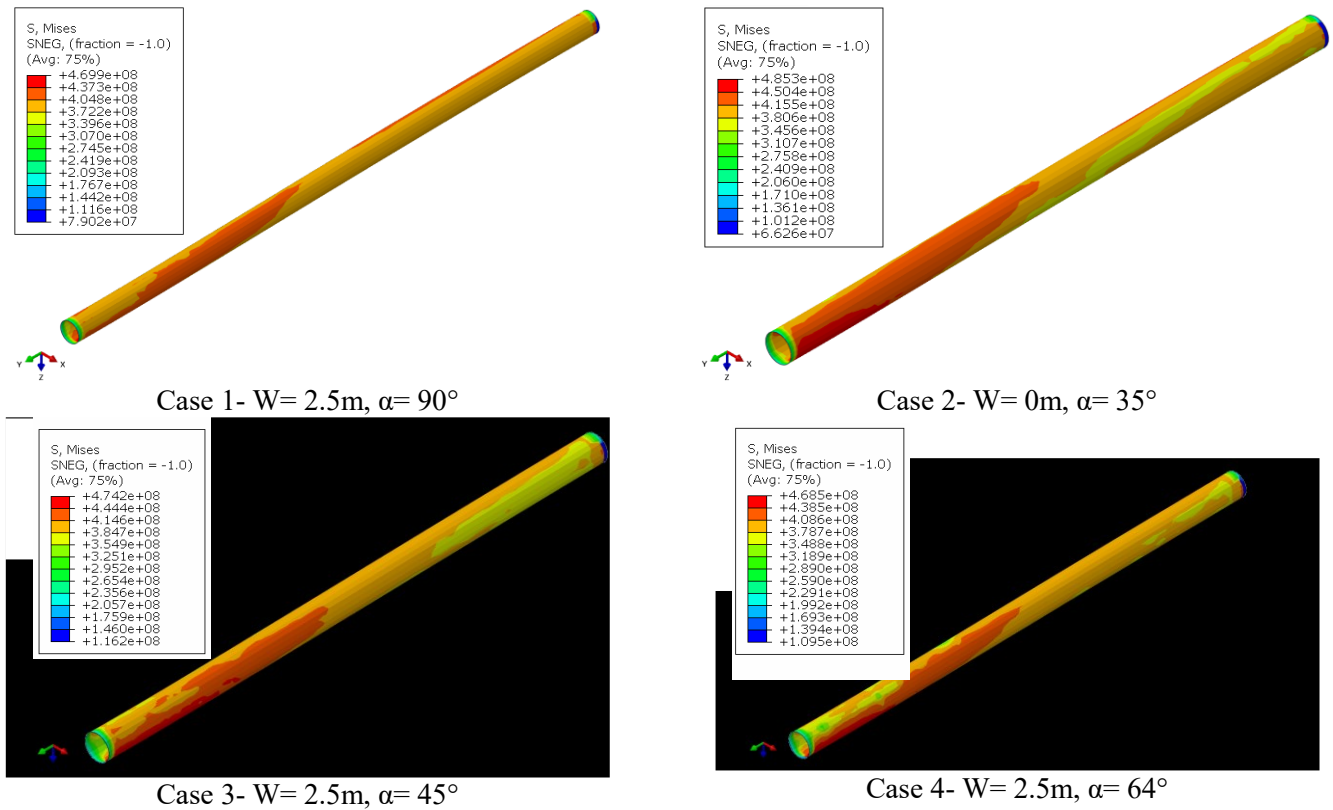 S, Mises
SNEG, (fraction = -1.0)
(Avg: 75%)
+4.699e+08
+4.373e+08
+4.048e+08
+3.722e+08
+3.396e+08
+3.070e+08
+2.745e+08
+2.419e+08
+2.093e+08
+1.767e+08
+1.442e+08
+1.116e+08
+7.902e+07
Y X
Z
Case 1- W= 2.5m, α= 90°
S, Mises
SNEG, (fraction = -1.0)
(Avg: 75%)
+4.853e+08
+4.504e+08
+4.155e+08
+3.806e+08
+3.456e+08
+3.107e+08
+2.758e+08
+2.409e+08
+2.060e+08
+1.710e+08
+1.361e+08
+1.012e+08
+6.626e+07
Y X
Z
Case 2- W= 0m, α= 35°
S, Mises
SNEG, (fraction = -1.0)
(Avg: 75%)
+4.742e+08
+4.444e+08
+4.146e+08
+3.847e+08
+3.549e+08
+3.251e+08
+2.952e+08
+2.654e+08
+2.356e+08
+2.057e+08
+1.759e+08
+1.460e+08
+1.162e+08
Case 3- W= 2.5m, α= 45°
S, Mises
SNEG, (fraction = -1.0)
(Avg: 75%)
+4.685e+08
+4.385e+08
+4.086e+08
+3.787e+08
+3.488e+08
+3.189e+08
+2.890e+08
+2.590e+08
+2.291e+08
+1.992e+08
+1.693e+08
+1.394e+08
+1.095e+08
Case 4- W= 2.5m, α= 64°